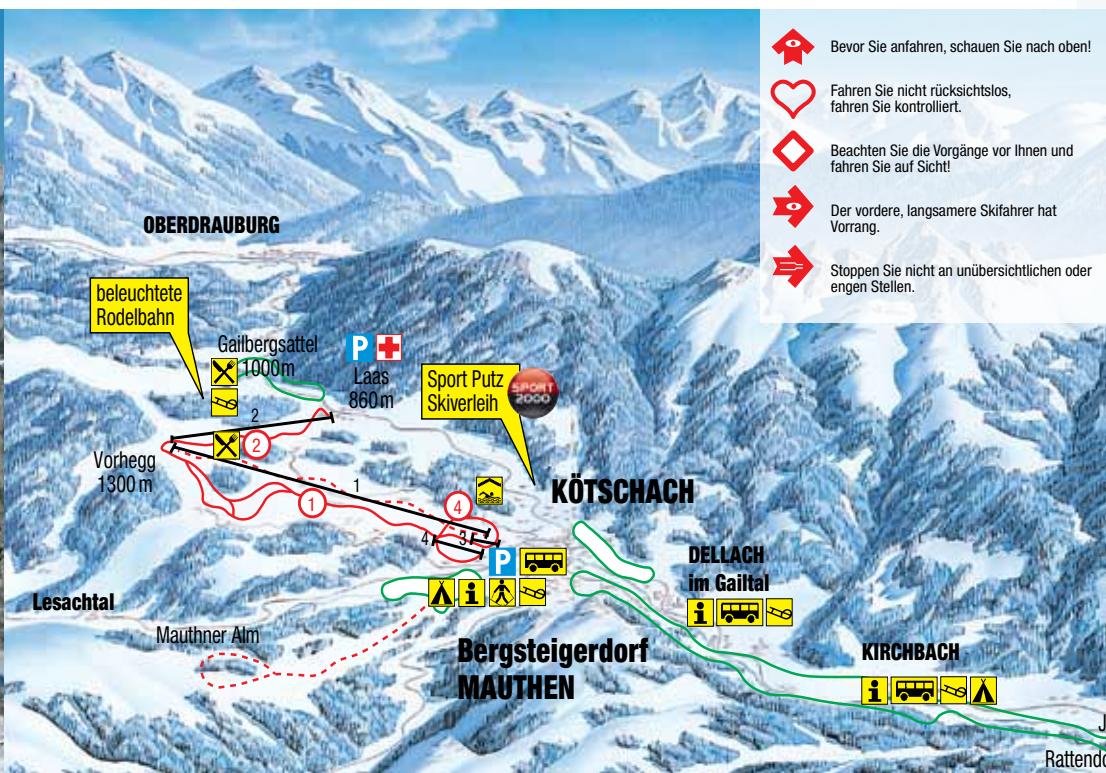 Bevor Sie anfahren, schauen Sie nach oben!
Fahren Sie nicht rücksichtslos,
fahren Sie kontrolliert.
Beachten Sie die Vorgänge vor Ihnen und
fahren Sie auf Sicht!
Der vordere, langsamere Skifahrer hat
Vorrang.
Stoppen Sie nicht an unübersichtlichen oder
engen Stellen.
OBERDRAUBURG
beleuchtete
Rodelbahn
Gailbergsattel
1000 m
P
Laas
860 m
Sport Putz
Skiverleih
SPORT
2000
2
2
Vorhegg
1300 m
1
1
4
KÖTSCHACH
4
3
P
DELLACH
im Gailtal
i
i
Lesachtal
Mauthner Alm
Bergsteigerdorf
MAUTHEN
KIRCHBACH
i
J
Rattendo